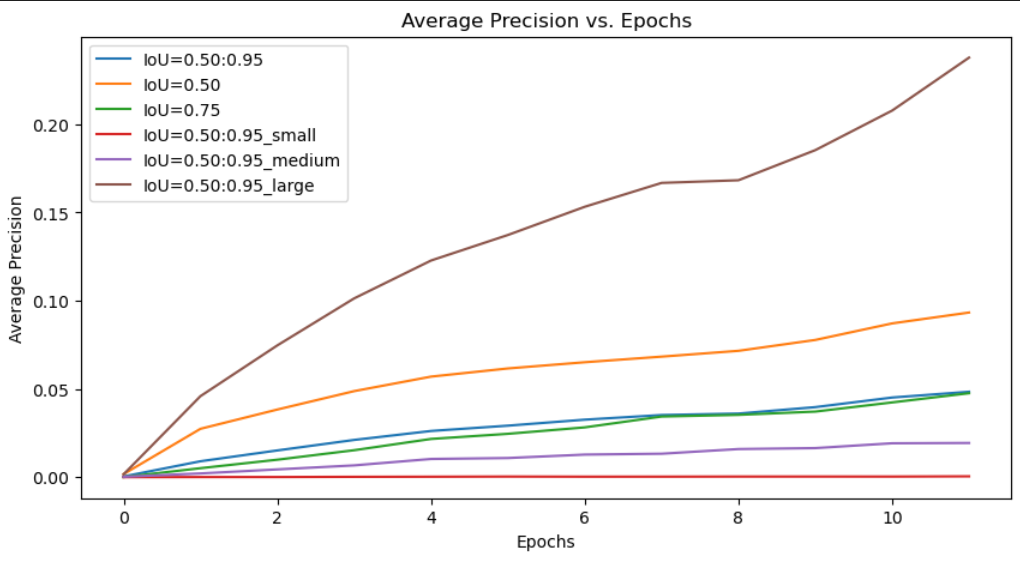 Average Precision vs. Epochs
IoU=0.50:0.95
IoU=0.50
IoU=0.75
IoU=0.50:0.95_small
IoU=0.50:0.95_medium
IoU=0.50:0.95_large
Average Precision
0.20
0.15
0.10
0.05
0.00
0 2 4 6 8 10
Epochs